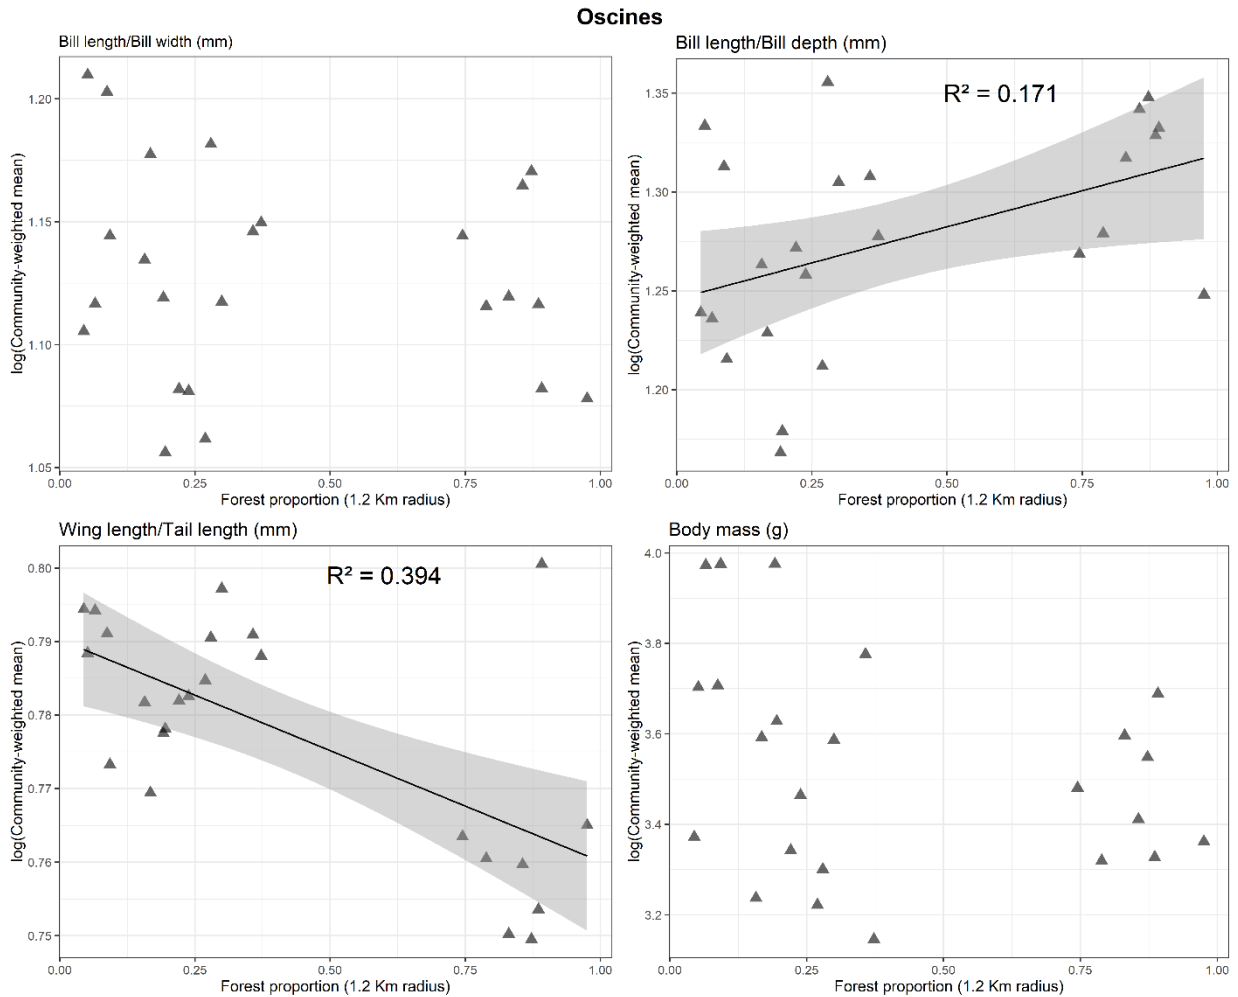 Oscines
Bill length/Bill width (mm)
log(Community-weighted mean)
1.20
1.15
1.10
1.05
0.00 0.25 0.50 0.75 1.00
Forest proportion (1.2 Km radius)
Bill length/Bill depth (mm)
R² = 0.171
log(Community-weighted mean)
1.35
1.30
1.25
1.20
0.00 0.25 0.50 0.75 1.00
Forest proportion (1.2 Km radius)
Wing length/Tail length (mm)
R² = 0.394
log(Community-weighted mean)
0.80
0.79
0.78
0.77
0.76
0.75
0.00 0.25 0.50 0.75 1.00
Forest proportion (1.2 Km radius)
Body mass (g)
log(Community-weighted mean)
4.0
3.8
3.6
3.4
3.2
0.00 0.25 0.50 0.75 1.00
Forest proportion (1.2 Km radius)